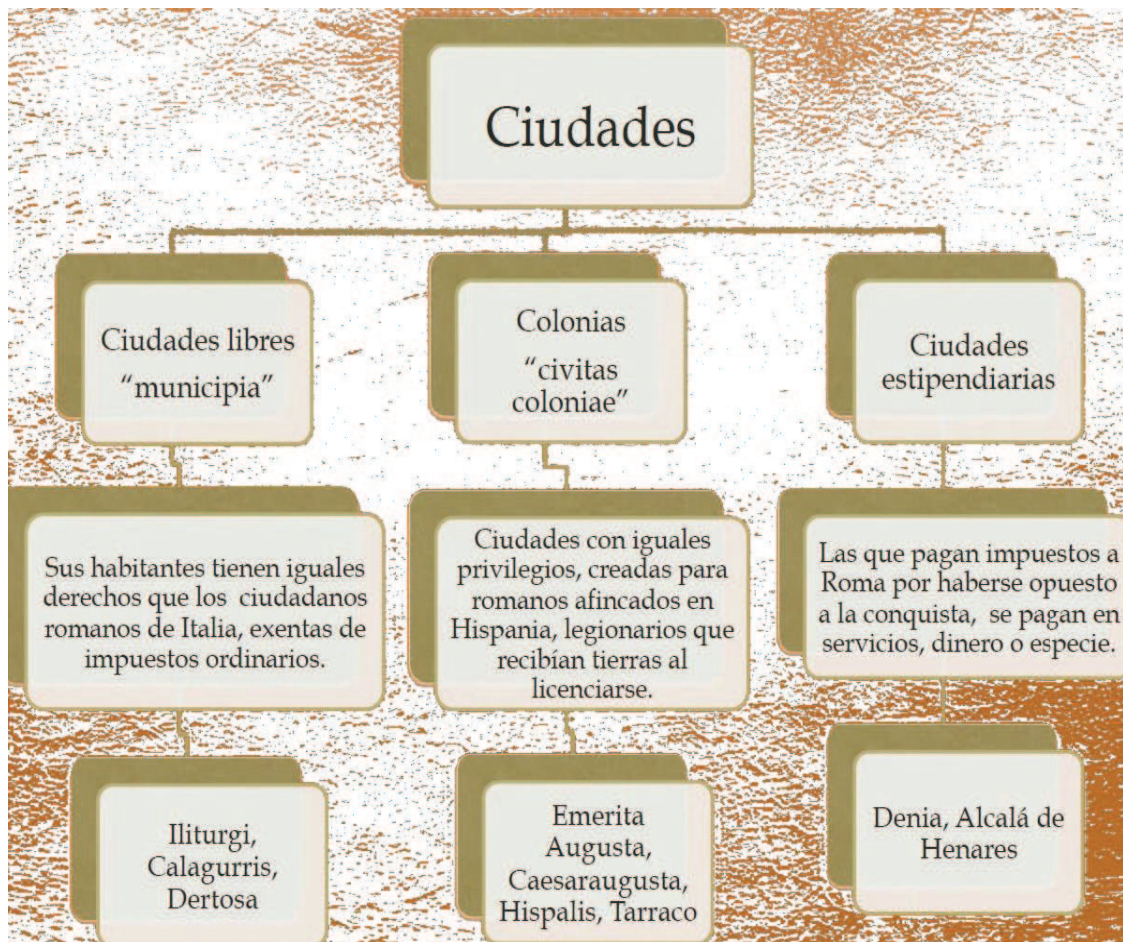 Ciudades
Ciudades libres
“municipia”
Colonias
“civitas
coloniae”
Ciudades
estipendiarias
Sus habitantes tienen iguales
derechos que los ciudadanos
romanos de Italia, exentas de
impuestos ordinarios.
Ciudades con iguales
privilegios, creadas para
romanos afincados en
Hispania, legionarios que
recibían tierras al
licenciarse.
Las que pagan impuestos a
Roma por haberse opuesto
a la conquista, se pagan en
servicios, dinero o especie.
Iliturgi,
Calagurris,
Dertosa
Emerita
Augusta,
Caesaraugusta,
Hispalis, Tarraco
Denia, Alcalá de
Henares